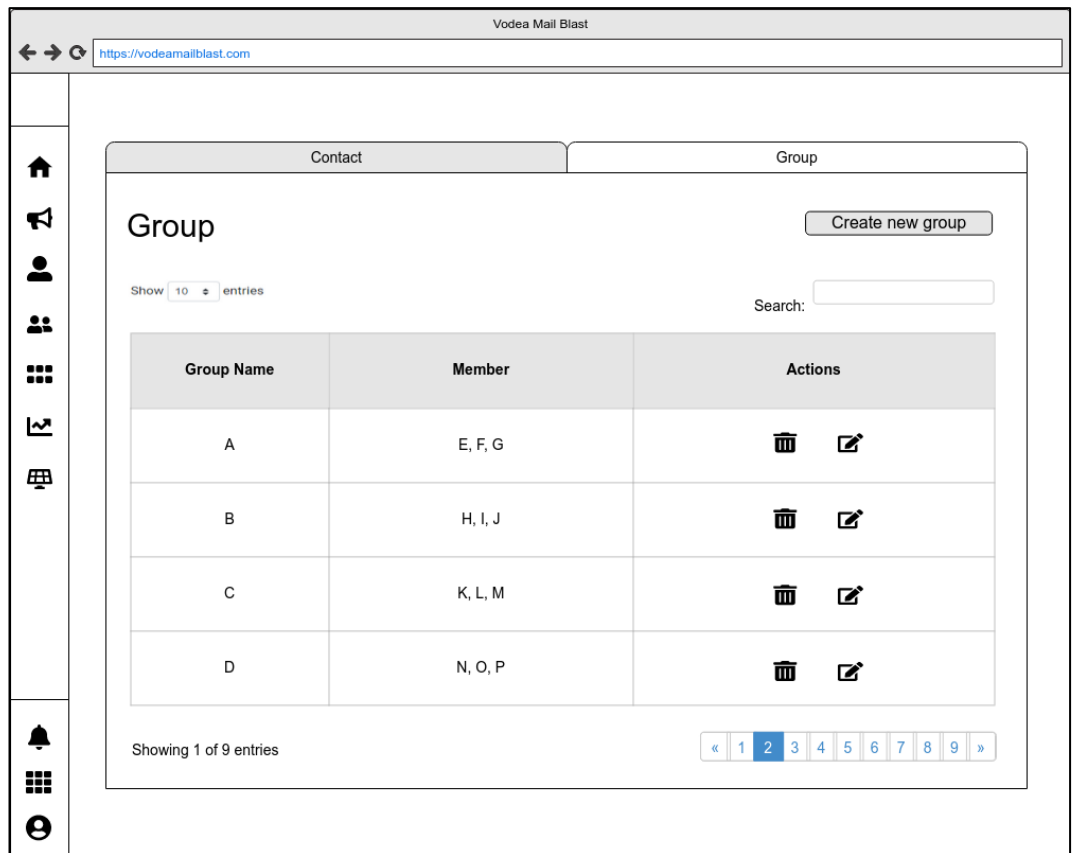 Vodea Mail Blast
https://vodeamailblast.com
Contact Group
Group
Create new group
Show 10 entries
Search:
Group Name Member Actions
A E, F, G
B H, I, J
C K, L, M
D N, O, P
Showing 1 of 9 entries
« 1 2 3 4 5 6 7 8 9 »